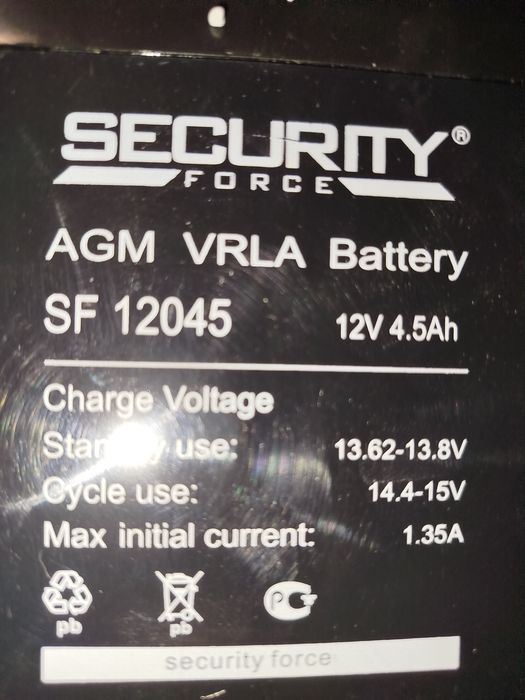 SECURITY®
FORCE
AGM VRLA Battery
SF 12045 12V 4.5Ah
Charge Voltage
Standby use: 13.62-13.8V
Cycle use: 14.4-15V
Max initial current: 1.35A
pb pb
security force